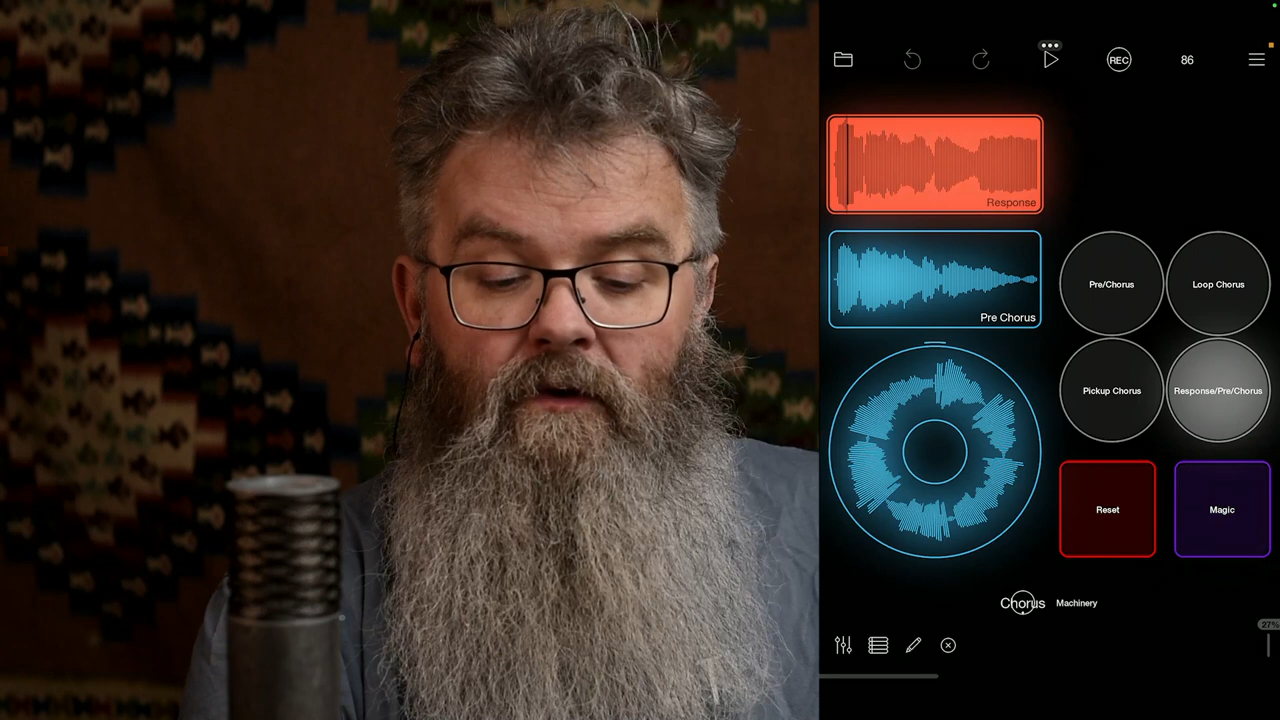 REC
86
Response
Pre Chorus
Pre/Chorus
Loop Chorus
Pickup Chorus
Response/Pre/Chorus
Reset
Magic
Chorus
Machinery
27%